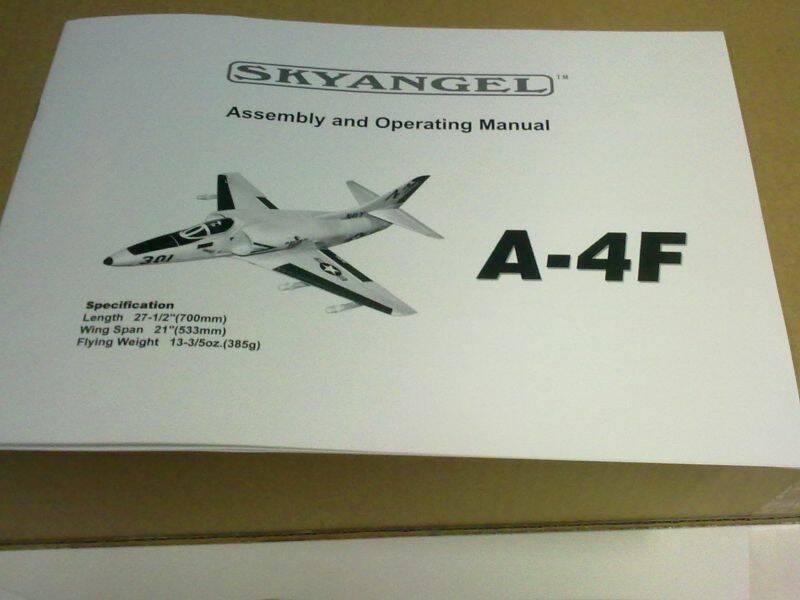 SKYANGEL™
Assembly and Operating Manual
301
A-4F
Specification
Length 27-1/2"(700mm)
Wing Span 21"(533mm)
Flying Weight 13-3/5oz.(385g)